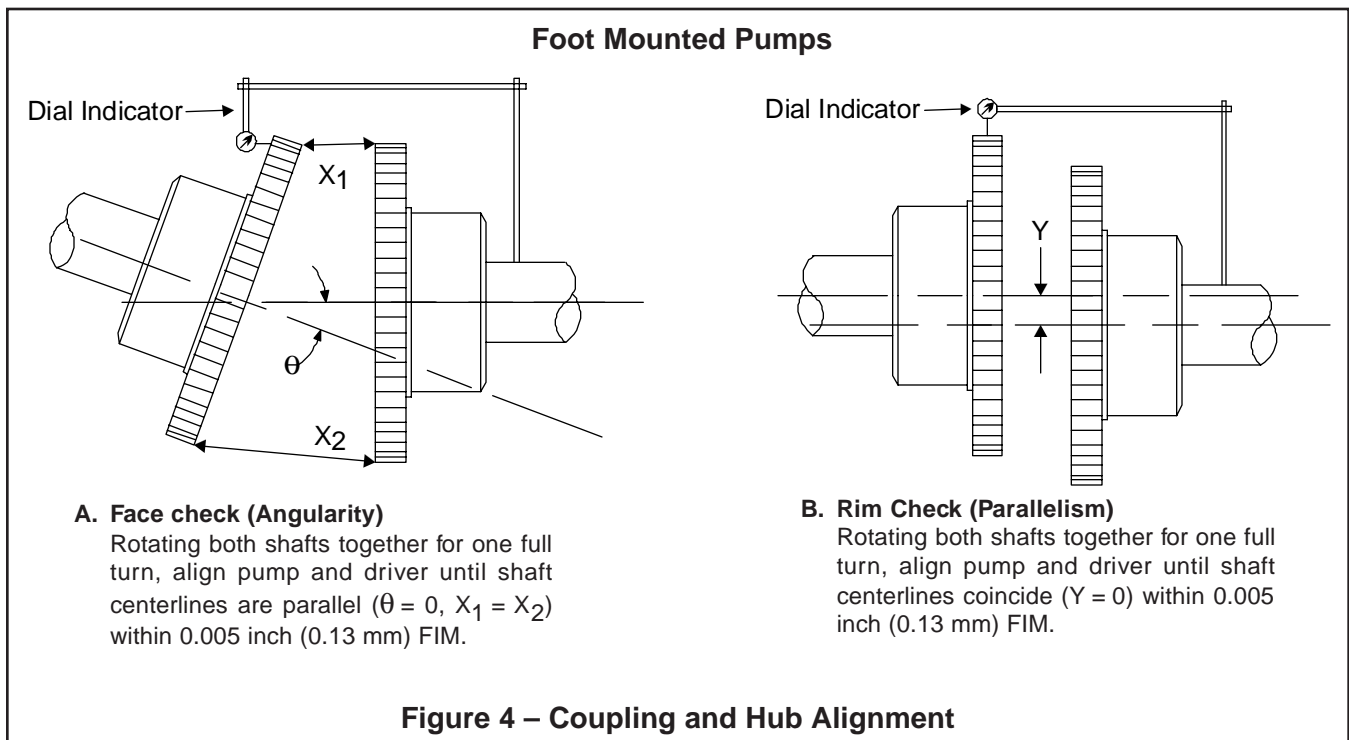 Foot Mounted Pumps
Dial Indicator
X1
θ
X2
A. Face check (Angularity)
Rotating both shafts together for one full
turn, align pump and driver until shaft
centerlines are parallel (θ = 0, X1 = X2)
within 0.005 inch (0.13 mm) FIM.
Dial Indicator
Y
B. Rim Check (Parallelism)
Rotating both shafts together for one full
turn, align pump and driver until shaft
centerlines coincide (Y = 0) within 0.005
inch (0.13 mm) FIM.
Figure 4 – Coupling and Hub Alignment